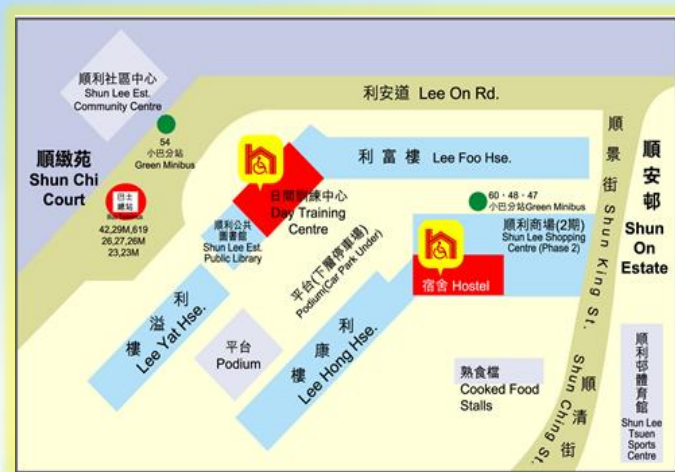 順利社區中心
Shun Lee Est.
Community Centre
利安道 Lee On Rd.
54
小巴分站
Green Minibus
順緻苑
Shun Chi
Court
巴士
總站
42,29M,619
26,27,26M
23,23M
利富樓 Lee Foo Hse.
日間訓練中心
Day Training
Centre
順利公共
圖書館
Shun Lee Est.
Public Library
60﹑48﹑47
小巴分站Green Minibus
順利商場(2期)
Shun Lee Shopping
Centre (Phase 2)
宿舍 Hostel
平台(下層停車場)
Podium(Car Park Under)
利溢樓
Lee Yat Hse.
平台
Podium
利康樓
Lee Hong Hse.
熟食檔
Cooked Food
Stalls
順景街 Shun King St.
順清街
Shun Ching St.
順安邨
Shun
On
Estate
順利邨體育館
Shun Lee
Tsuen
Sports
Centre